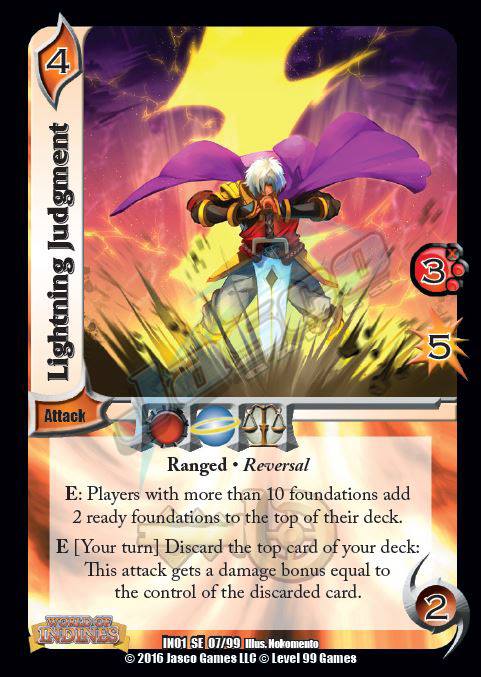 4
Lightning Judgment
3
5
Attack
Ranged • Reversal
E: Players with more than 10 foundations add
2 ready foundations to the top of their deck.
E [Your turn] Discard the top card of your deck:
This attack gets a damage bonus equal to
the control of the discarded card.
2
WORLD OF
INDINES
IN01_SE_07/99 Illus. Nokomento
© 2016 Jasco Games LLC © Level 99 Games